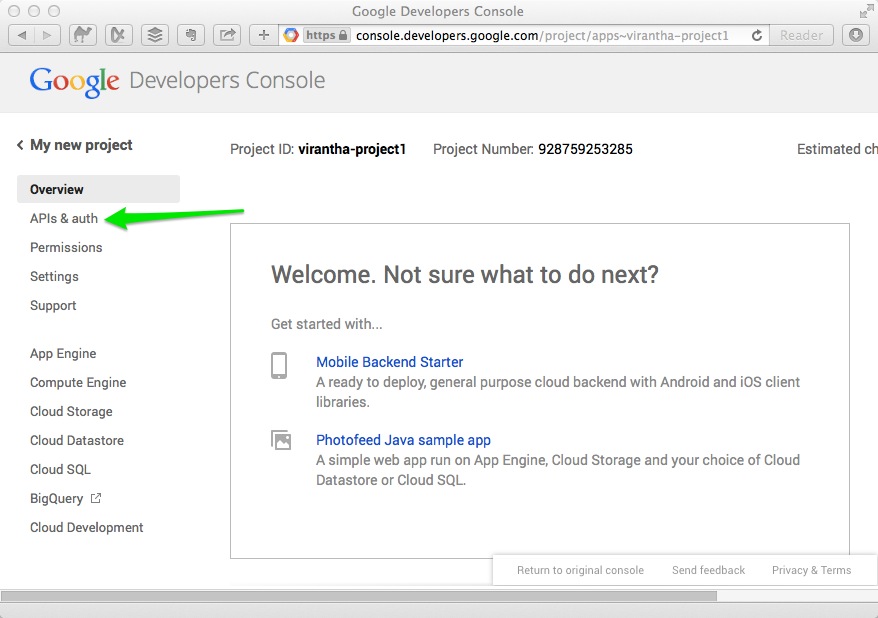 Google Developers Console
https console.developers.google.com/project/apps~virantha-project1 Reader
Google Developers Console
My new project
Project ID: virantha-project1 Project Number: 928759253285 Estimated ch
Overview
APIs & auth
Permissions
Settings
Support
App Engine
Compute Engine
Cloud Storage
Cloud Datastore
Cloud SQL
BigQuery
Cloud Development
Welcome. Not sure what to do next?
Get started with...
Mobile Backend Starter
A ready to deploy, general purpose cloud backend with Android and iOS client
libraries.
Photofeed Java sample app
A simple web app run on App Engine, Cloud Storage and your choice of Cloud
Datastore or Cloud SQL.
Return to original console Send feedback Privacy & Terms